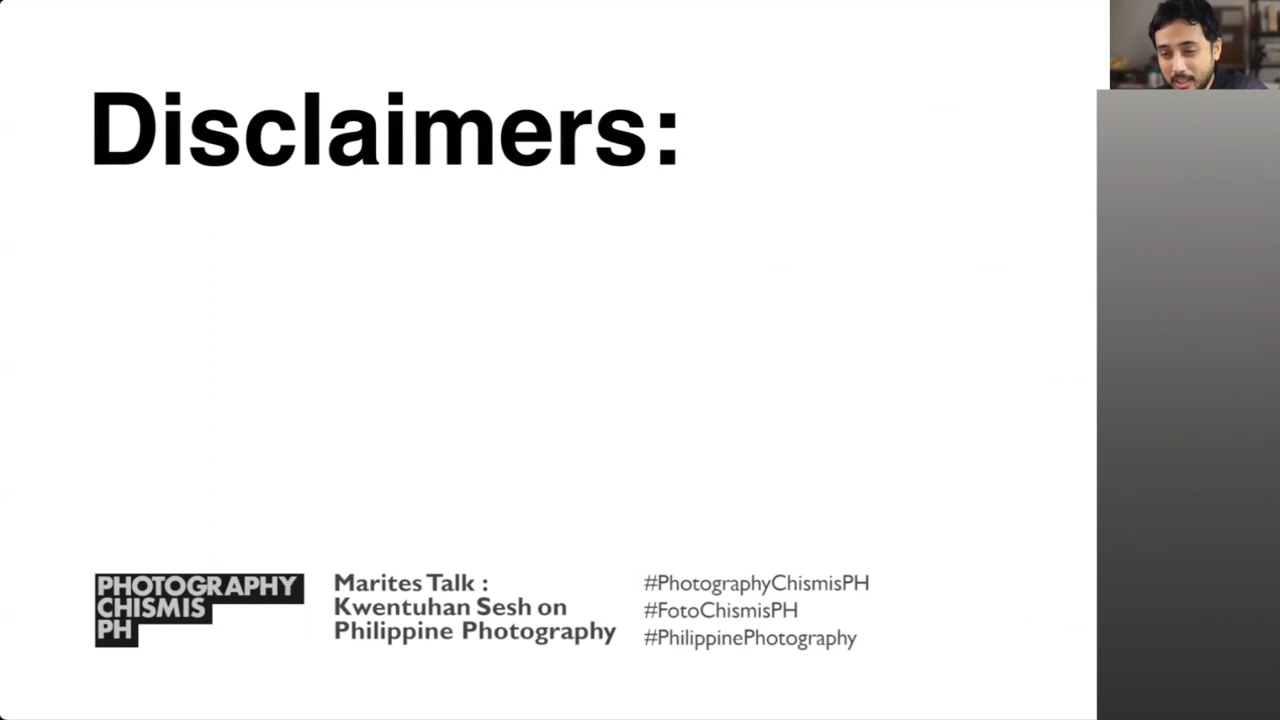 Disclaimers:
PHOTOGRAPHY
CHISMIS
PH
Marites Talk :
Kwentuhan Sesh on
Philippine Photography
#PhotographyChismisPH
#FotoChismisPH
#PhilippinePhotography